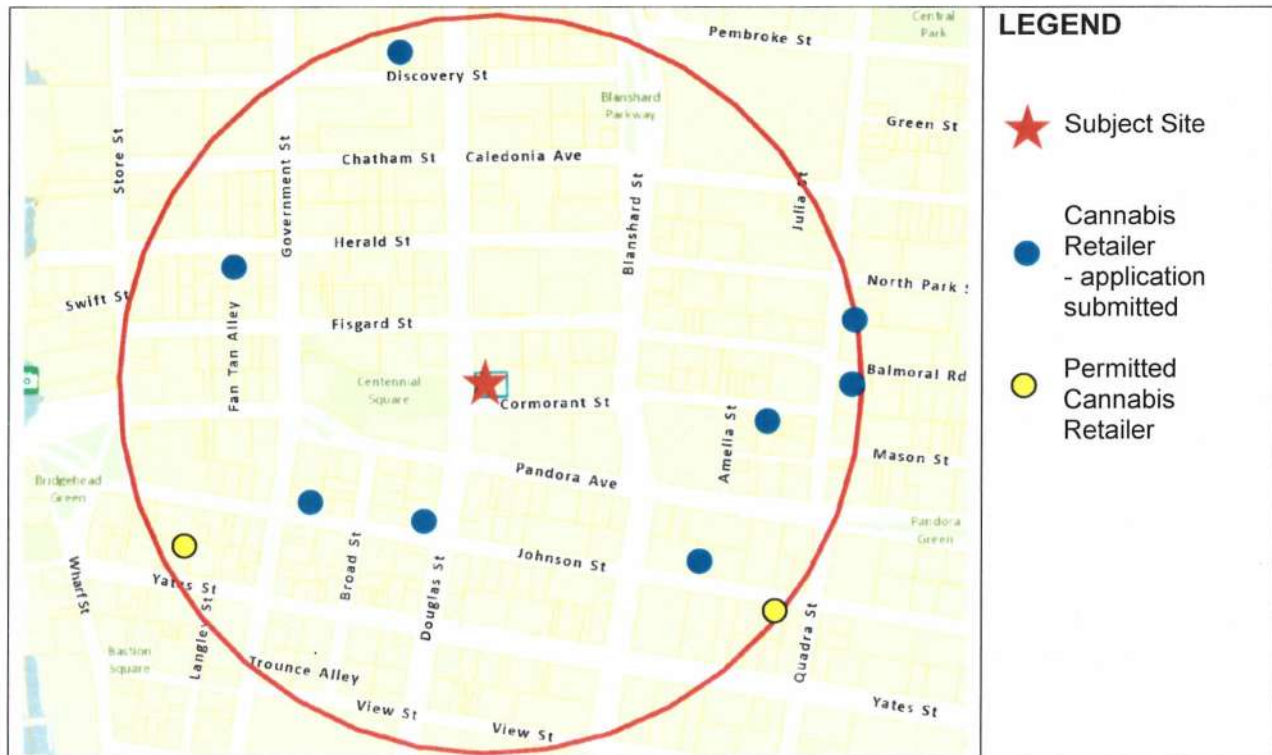 Central
Park
Pembroke St
Discovery St
Blanshard
Parkway
Green St
Store St
Chatham St
Caledonia Ave
Government St
Blanshard St
Julia St
Herald St
North Park S
Swift St
Fisgard St
Fan Tan Alley
Centennial
Square
Balmoral Rd
Cormorant St
Amelia St
Mason St
Pandora Ave
Bridgehead
Green
Pandora
Green
Johnson St
Wharf St
Yates St
Broad St
Douglas St
Langley St
Quadra St
Bastion
Square
Trounce Alley
View St
View St
Yates St
LEGEND
Subject Site
Cannabis
Retailer
- application
submitted
Permitted
Cannabis
Retailer